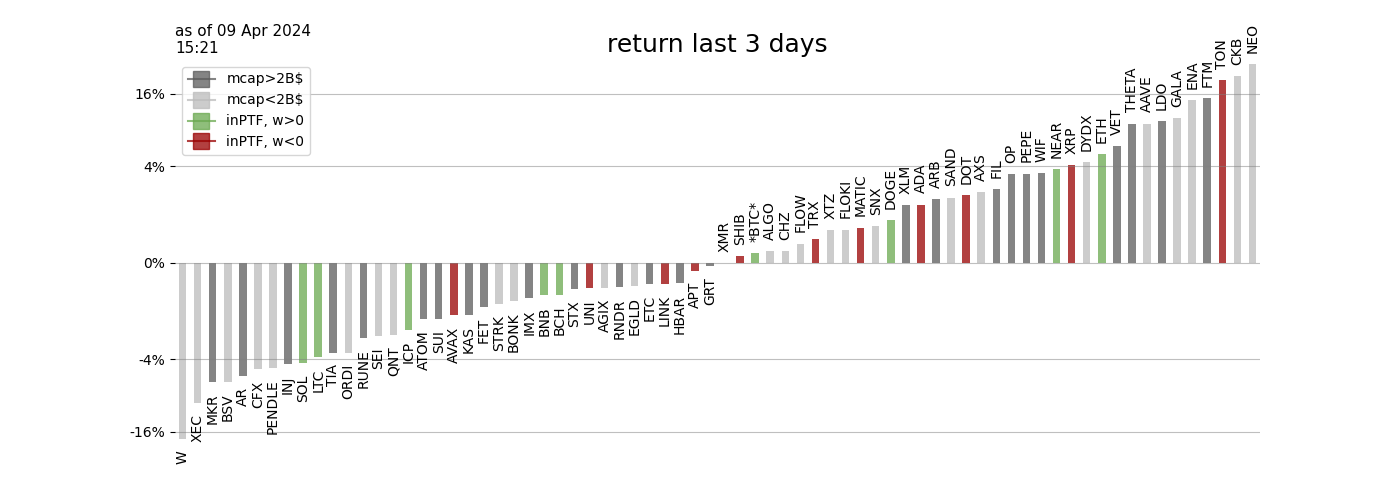 as of 09 Apr 2024
15:21
return last 3 days
mcap>2B$
mcap<2B$
inPTF, w>0
inPTF, w<0
16%
4%
0%
-4%
-16%
W
XEC
MKR
BSV
AR
CFX
PENDLE
INJ
SOL
LTC
TIA
ORDI
RUNE
SEI
QNT
ICP
ATOM
SUI
AVAX
KAS
FET
STRK
BONK
IMX
BNB
BCH
STX
UNI
AGIX
RNDR
EGLD
ETC
LINK
HBAR
APT
GRT
XMR
SHIB
*BTC*
ALGO
CHZ
FLOW
TRX
XTZ
FLOKI
MATIC
SNX
DOGE
XLM
ADA
ARB
SAND
DOT
AXS
FIL
OP
PEPE
WIF
NEAR
XRP
DYDX
ETH
VET
THETA
AAVE
LDO
GALA
ENA
FTM
TON
CKB
NEO